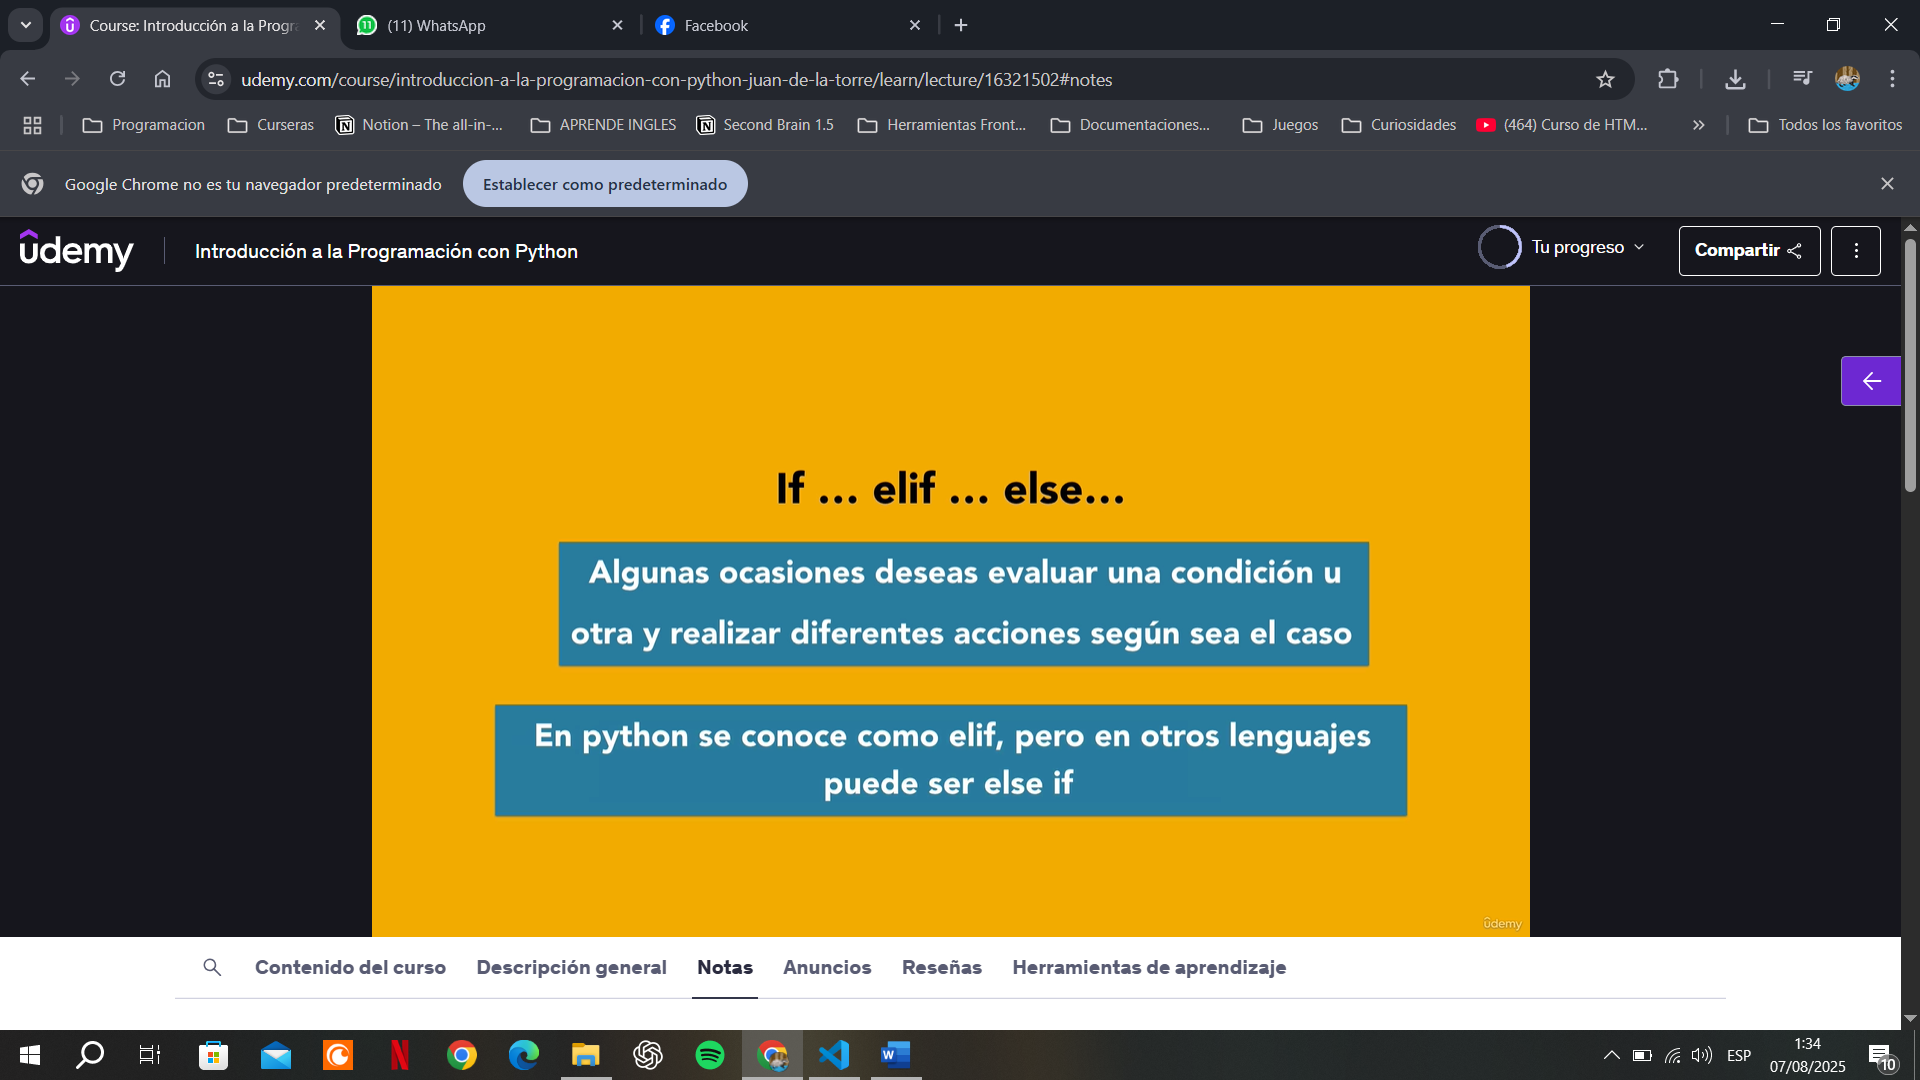 Course: Introducción a la Progra
(11) WhatsApp
Facebook
udemy.com/course/introduccion-a-la-programacion-con-python-juan-de-la-torre/learn/lecture/16321502#notes
Programacion
Curseras
Notion – The all-in-...
APRENDE INGLES
Second Brain 1.5
Herramientas Front...
Documentaciones...
Juegos
Curiosidades
(464) Curso de HTM...
Todos los favoritos
Google Chrome no es tu navegador predeterminado
Establecer como predeterminado
ûdemy
Introducción a la Programación con Python
Tu progreso
Compartir
If ... elif ... else...
Algunas ocasiones deseas evaluar una condición u
otra y realizar diferentes acciones según sea el caso
En python se conoce como elif, pero en otros lenguajes
puede ser else if
ûdemy
Contenido del curso
Descripción general
Notas
Anuncios
Reseñas
Herramientas de aprendizaje
ESP
1:34
07/08/2025
10